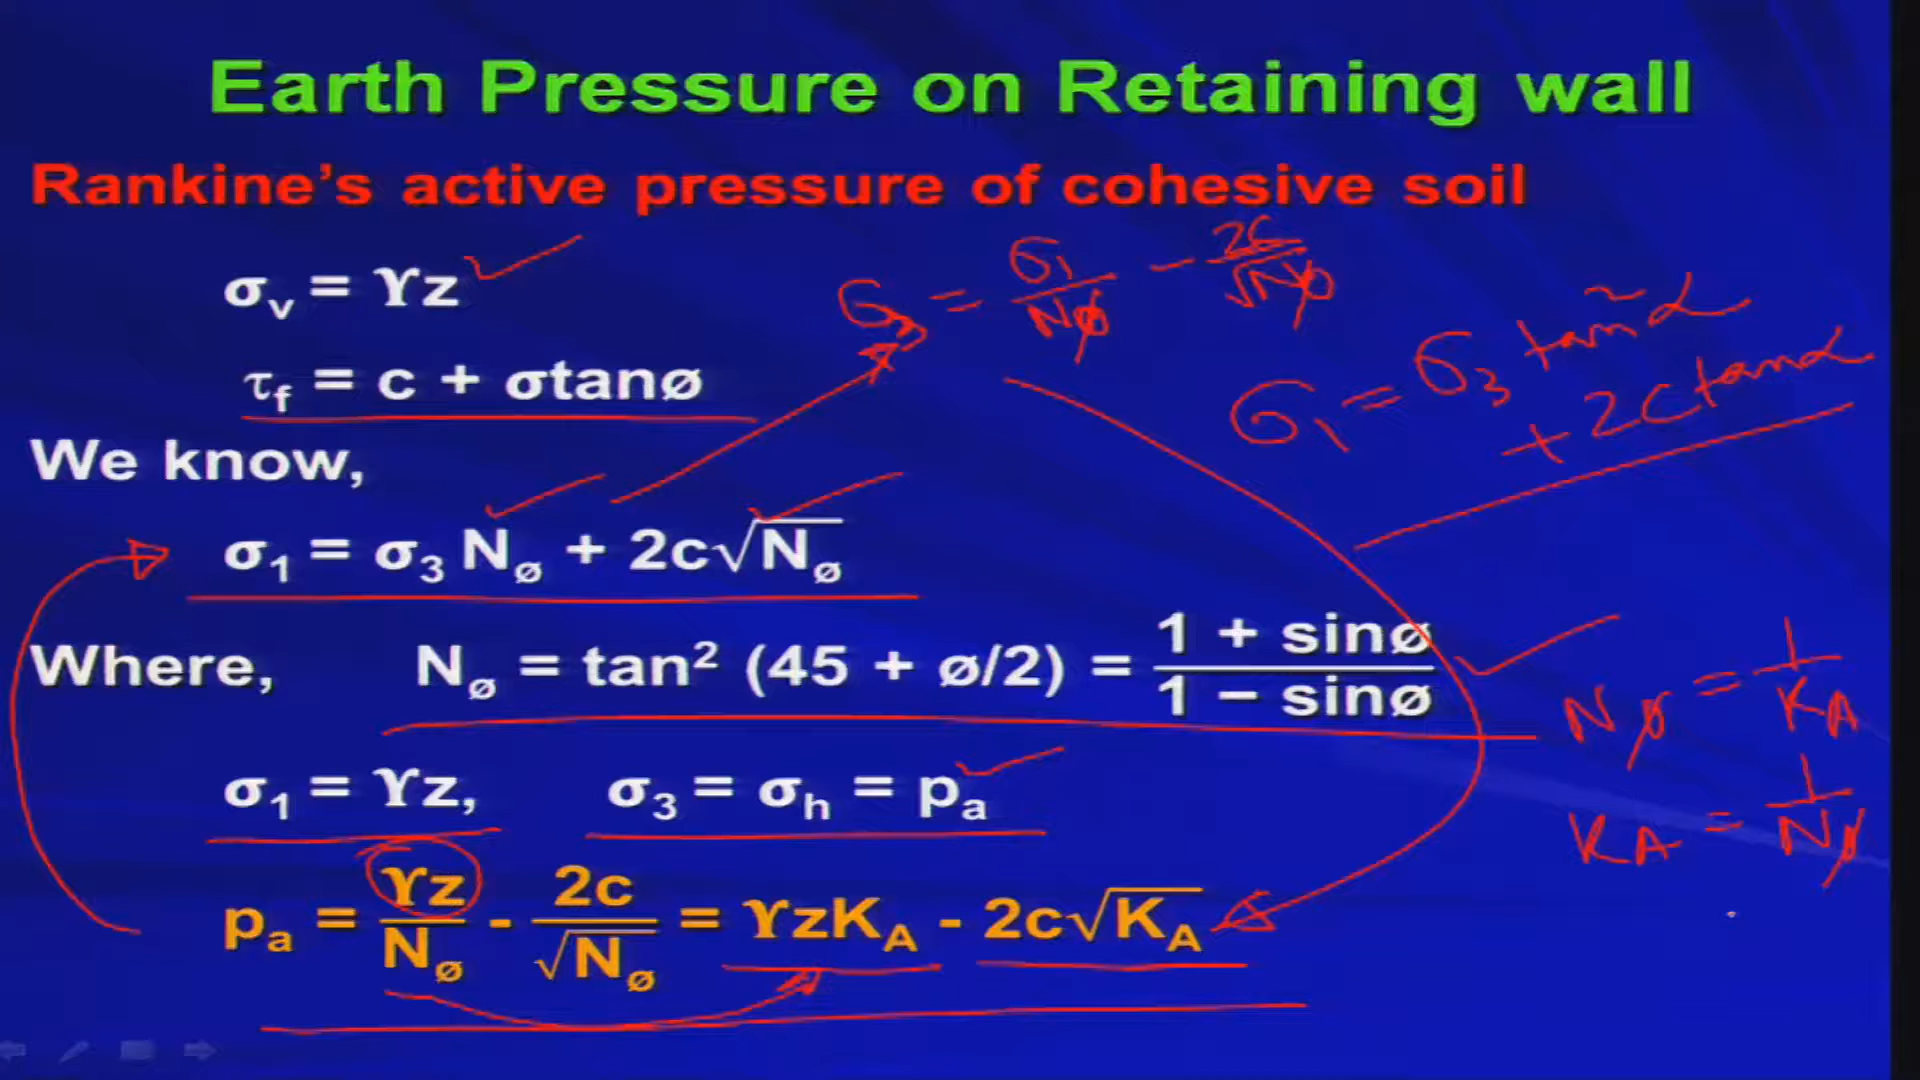 Earth Pressure on Retaining wall
Rankine's active pressure of cohesive soil
σv = ϒz
σ3 = σ1/Nø - 2c/√Nø
τf = c + σtanø
σ1 = σ3 tan²α
+ 2c tanα
We know,
σ1 = σ3 Nø + 2c√Nø
Where, Nø = tan² (45 + ø/2) = (1 + sinø)/(1 − sinø)
Nø = 1/KA
σ1 = ϒz, σ3 = σh = pa
KA = 1/Nø
pa = ϒz/Nø - 2c/√Nø = ϒzKA - 2c√KA